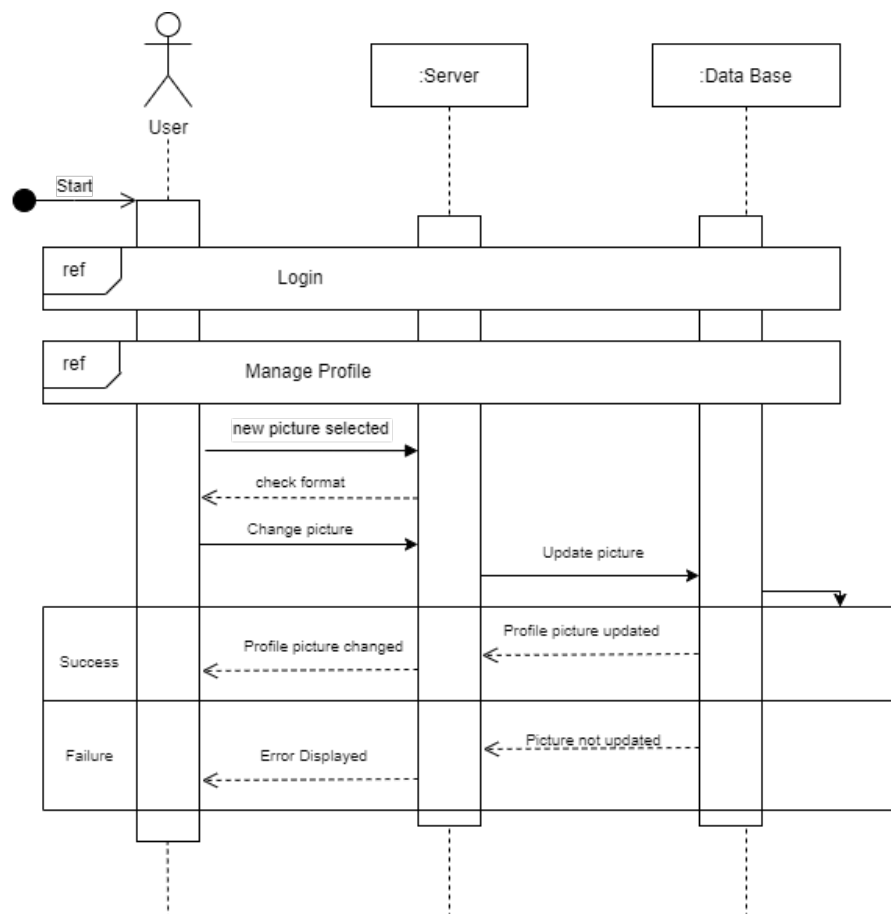 :Server
:Data Base
User
Start
ref
Login
ref
Manage Profile
new picture selected
check format
Change picture
Update picture
Profile picture updated
Profile picture changed
Success
Picture not updated
Failure
Error Displayed